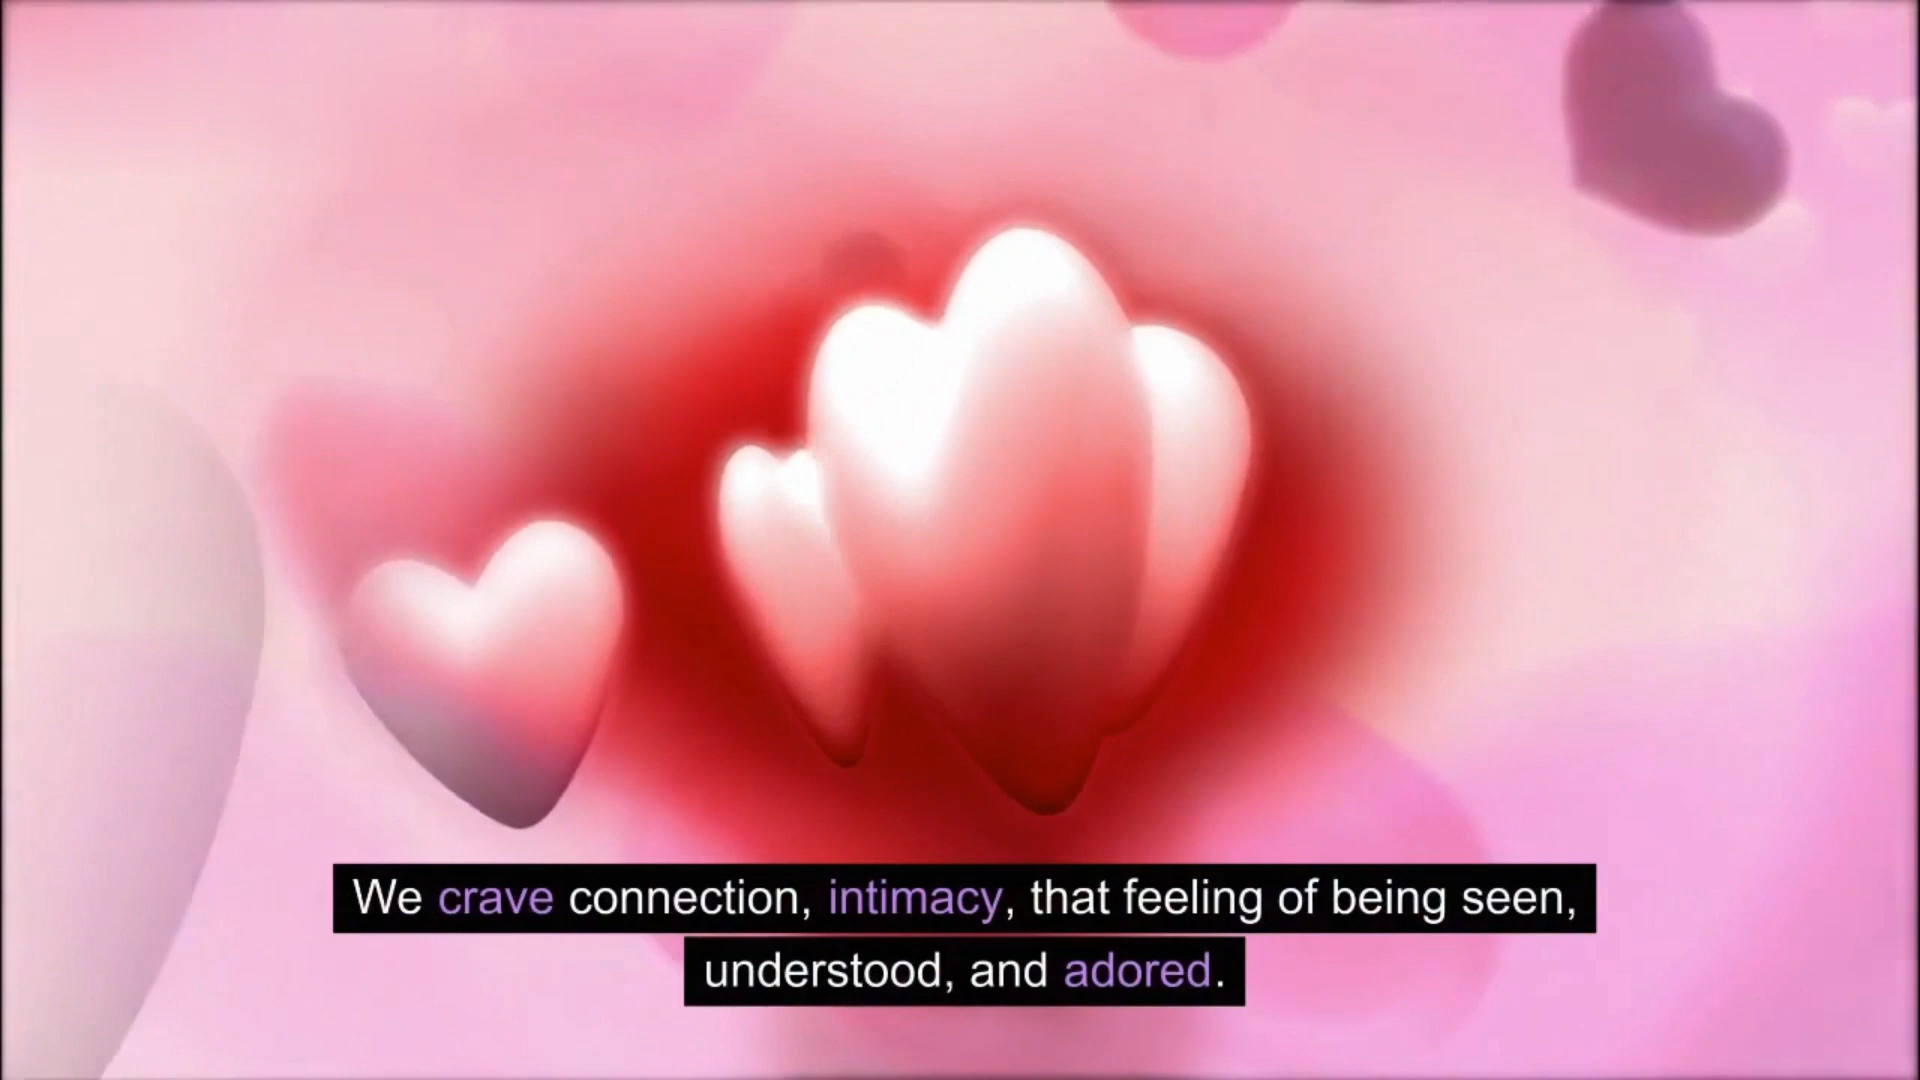 We crave connection, intimacy, that feeling of being seen,
understood, and adored.